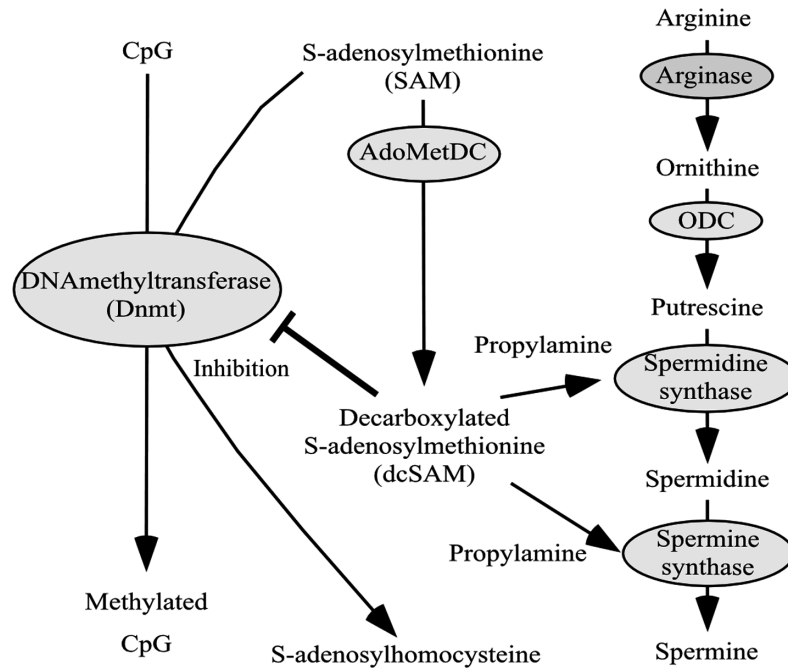 Arginine
CpG
S-adenosylmethionine
(SAM)
Arginase
AdoMetDC
Ornithine
ODC
DNAmethyltransferase
(Dnmt)
Putrescine
Propylamine
Inhibition
Spermidine
synthase
Decarboxylated
S-adenosylmethionine
(dcSAM)
Spermidine
Propylamine
Spermine
synthase
Methylated
CpG
S-adenosylhomocysteine
Spermine